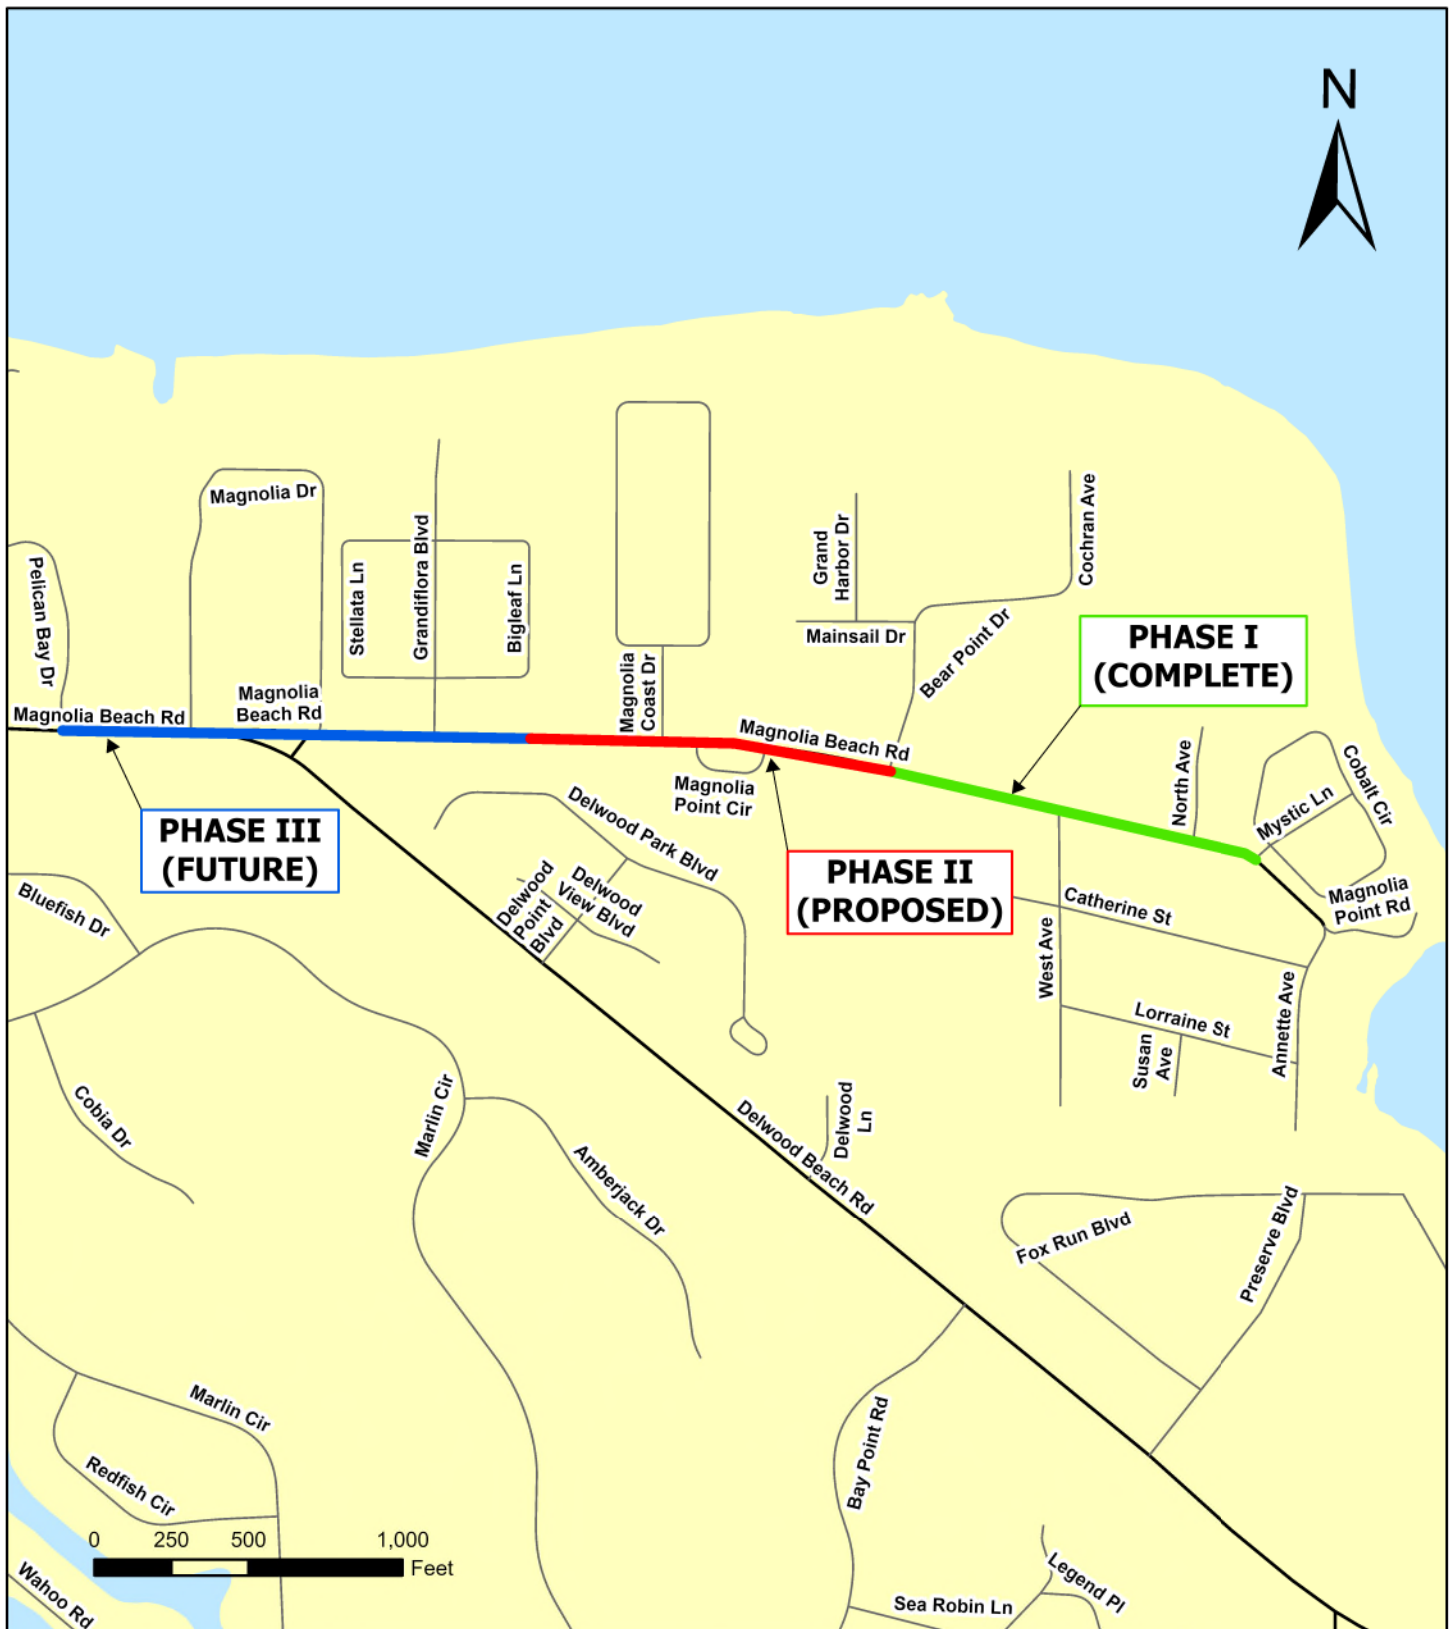 N
Magnolia Dr
Pelican Bay Dr
Stellata Ln
Grandiflora Blvd
Bigleaf Ln
Magnolia
Coast Dr
Grand
Harbor Dr
Mainsail Dr
Bear Point Dr
Cochran Ave
PHASE I
(COMPLETE)
Magnolia Beach Rd
Magnolia
Beach Rd
Magnolia Beach Rd
Magnolia
Point Cir
North Ave
Mystic Ln
Cobalt Cir
Magnolia
Point Rd
PHASE III
(FUTURE)
PHASE II
(PROPOSED)
Delwood Park Blvd
Delwood
View Blvd
Delwood
Point
Blvd
Bluefish Dr
Catherine St
West Ave
Lorraine St
Susan
Ave
Annette Ave
Cobia Dr
Marlin Cir
Amberjack Dr
Delwood
Ln
Delwood Beach Rd
Fox Run Blvd
Preserve Blvd
Marlin Cir
Redfish Cir
Bay Point Rd
0 250 500 1,000
Feet
Wahoo Rd
Sea Robin Ln
Legend Pl